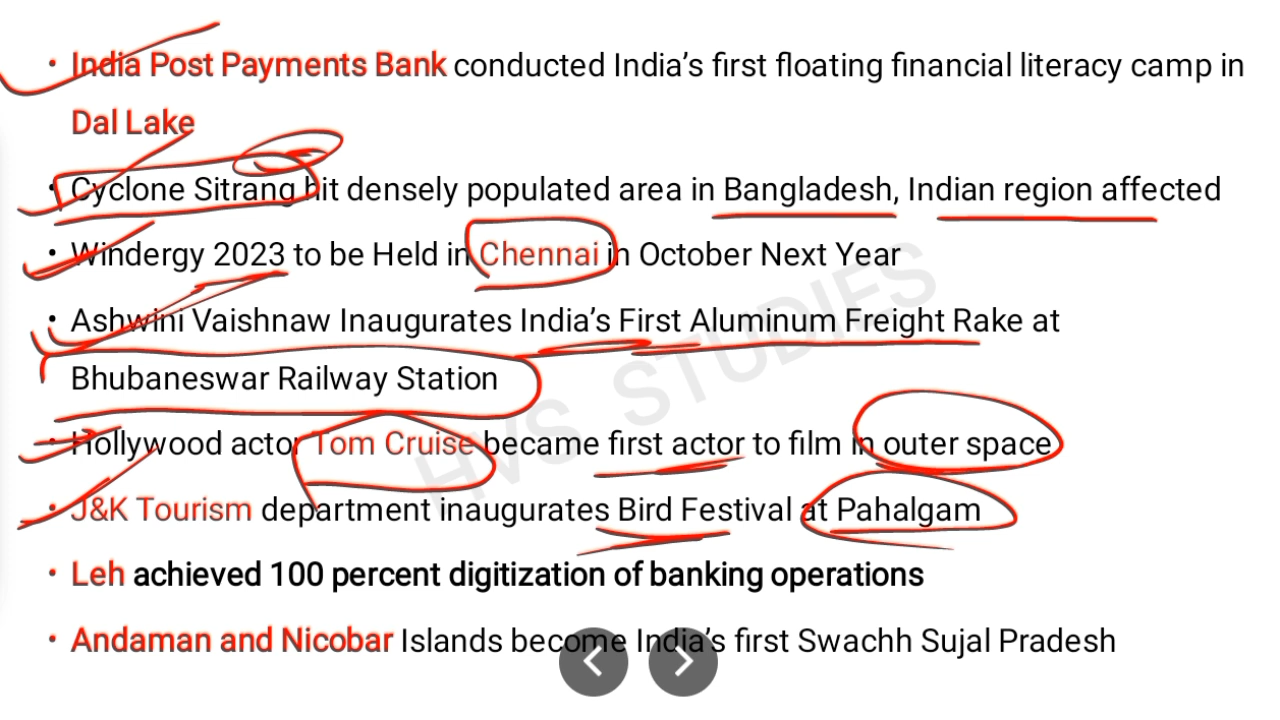 • India Post Payments Bank conducted India's first floating financial literacy camp in
Dal Lake
• Cyclone Sitrang hit densely populated area in Bangladesh, Indian region affected
• Windergy 2023 to be Held in Chennai in October Next Year
• Ashwini Vaishnaw Inaugurates India's First Aluminum Freight Rake at
Bhubaneswar Railway Station
• Hollywood actor Tom Cruise became first actor to film in outer space
• J&K Tourism department inaugurates Bird Festival at Pahalgam
• Leh achieved 100 percent digitization of banking operations
• Andaman and Nicobar Islands become India's first Swachh Sujal Pradesh
HVS STUDIES